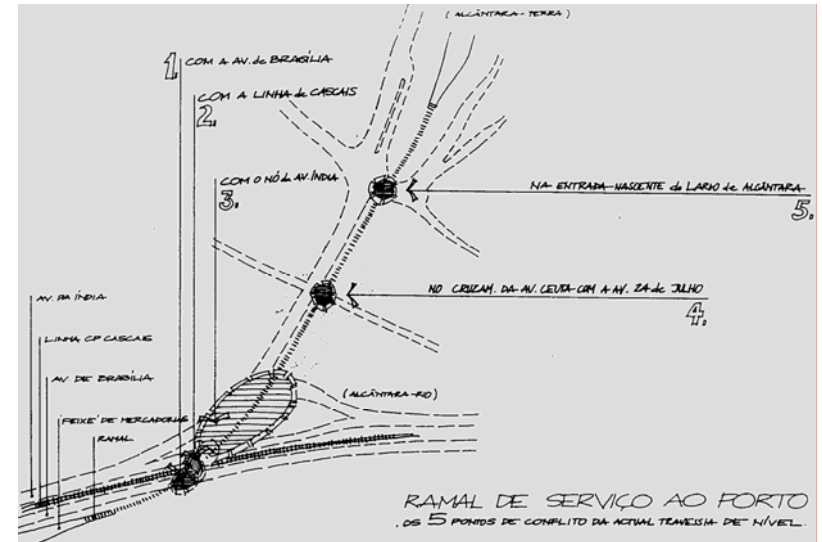 (ALCÂNTARA-TERRA)
1. COM A AV. de BRASÍLIA
COM A LINHA de CASCAIS
2.
COM O NÓ da AV. ÍNDIA
3.
NA ENTRADA NASCENTE do LARGO de ALCÂNTARA
5.
NO CRUZAM. DA AV. CEUTA COM A AV. 24 de JULHO
4.
AV. DA ÍNDIA
LINHA CP CASCAIS
AV. DE BRASÍLIA
FEIXE DE MERCADORIAS
RAMAL
(ALCÂNTARA-RIO)
RAMAL DE SERVIÇO AO PORTO
. OS 5 PONTOS DE CONFLITO DA ACTUAL TRAVESSIA DE NÍVEL.